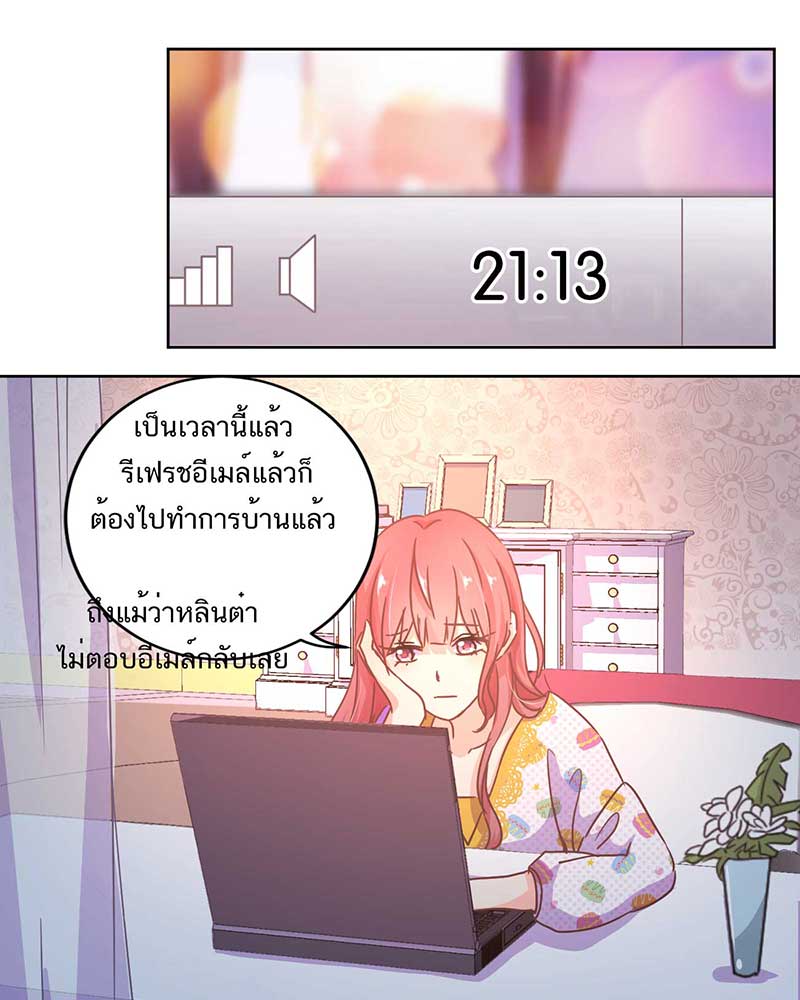 21:13
เป็นเวลานี้แล้ว
รีเฟรชอีเมล์แล้วก็
ต้องไปทำการบ้านแล้ว
ถึงแม้ว่าหลินต๋า
ไม่ตอบอีเมล์กลับเลย